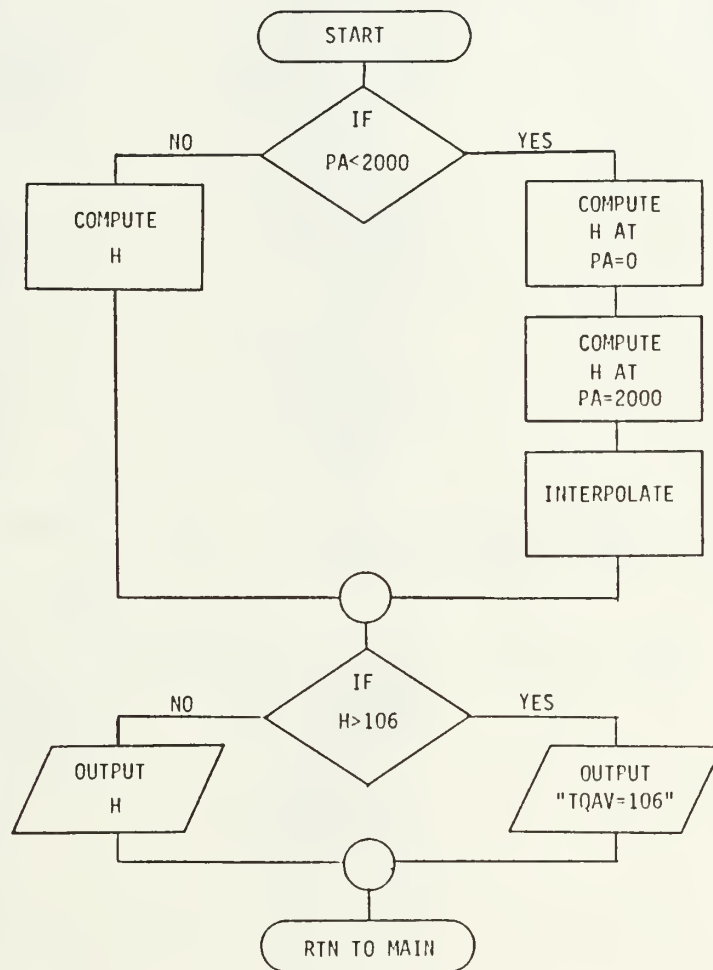 START
IF
PA<2000
NO
YES
COMPUTE
H
COMPUTE
H AT
PA=0
COMPUTE
H AT
PA=2000
INTERPOLATE
IF
H>106
NO
YES
OUTPUT
H
OUTPUT
"TQAV=106"
RTN TO MAIN